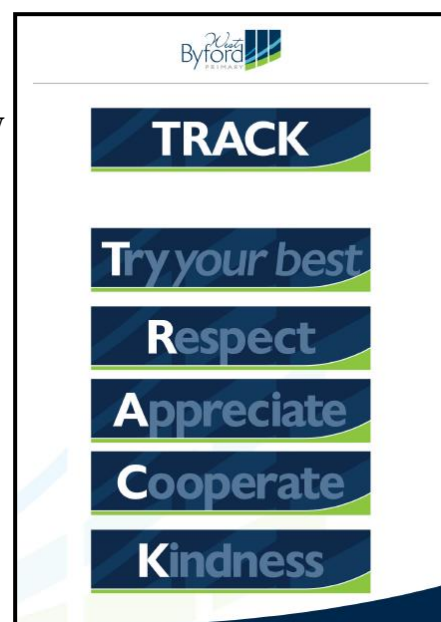 West
Byford
PRIMARY
TRACK
Try your best
Respect
Appreciate
Cooperate
Kindness